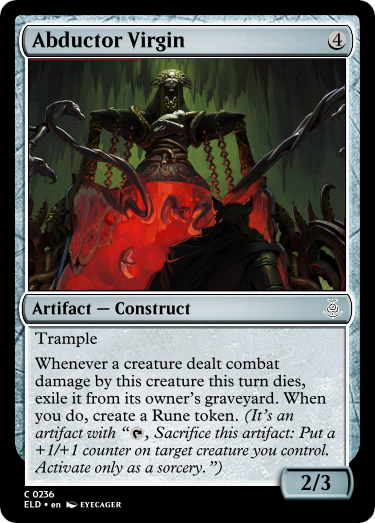 Abductor Virgin 4
Artifact — Construct
Trample
Whenever a creature dealt combat
damage by this creature this turn dies,
exile it from its owner's graveyard. When
you do, create a Rune token. (It's an
artifact with “, Sacrifice this artifact: Put a
+1/+1 counter on target creature you control.
Activate only as a sorcery.”)
2/3
C 0236
ELD • en EYECAGER